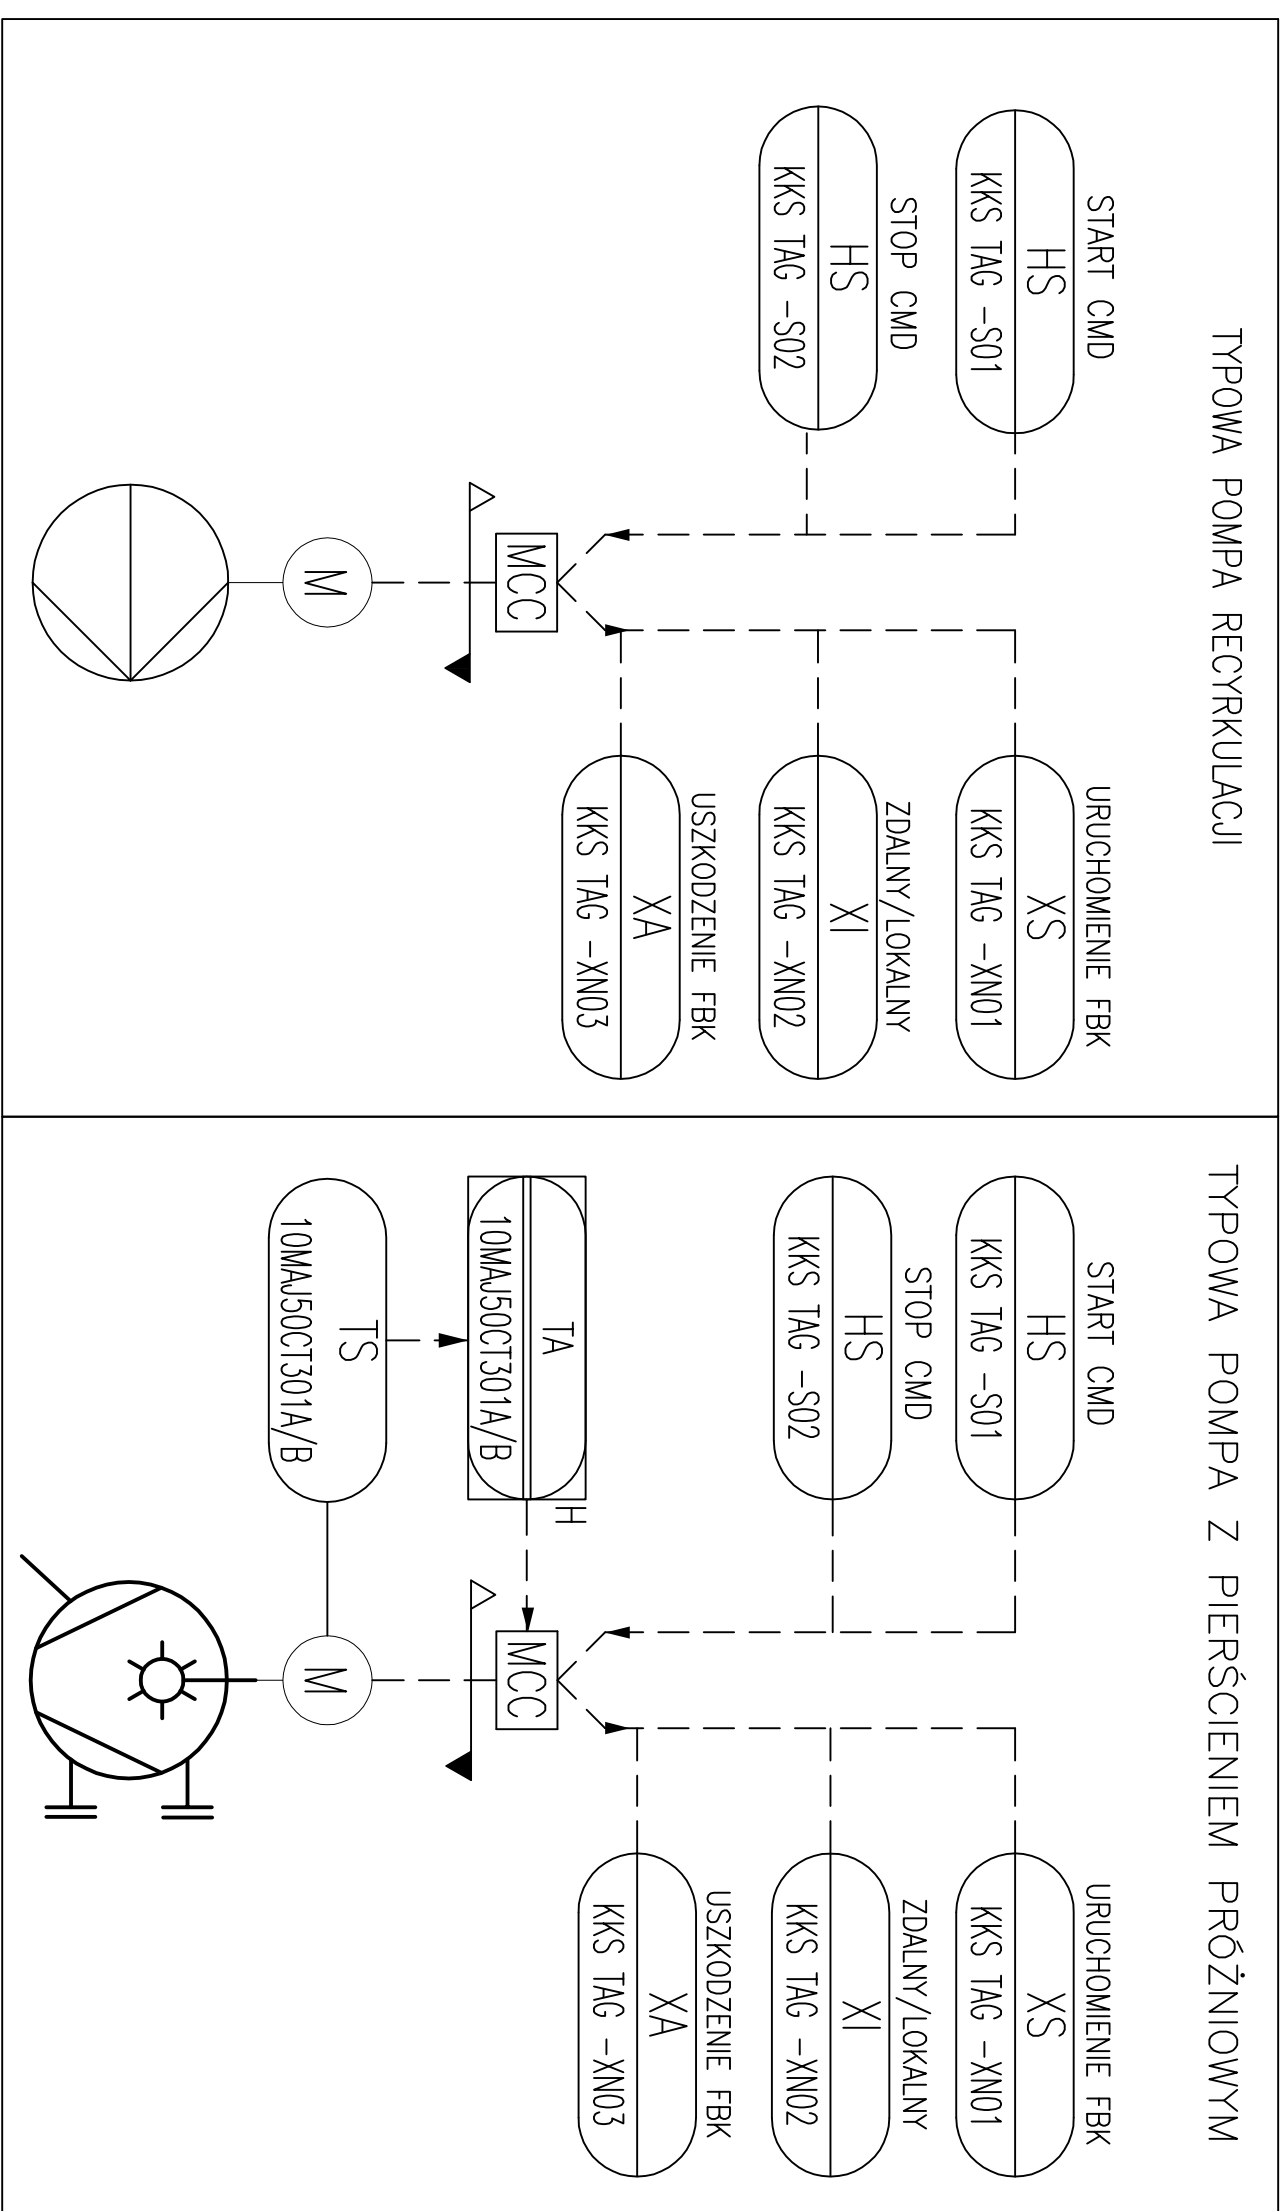 TYPOWA POMPA RECYRKULACJI
START CMD
HS
KKS TAG -S01
STOP CMD
HS
KKS TAG -S02
URUCHOMIENIE FBK
XS
KKS TAG -XN01
ZDALNY/LOKALNY
XI
KKS TAG -XN02
USZKODZENIE FBK
XA
KKS TAG -XN03
MCC
M
TYPOWA POMPA Z PIERŚCIENIEM PRÓŻNIOWYM
START CMD
HS
KKS TAG -S01
STOP CMD
HS
KKS TAG -S02
URUCHOMIENIE FBK
XS
KKS TAG -XN01
ZDALNY/LOKALNY
XI
KKS TAG -XN02
USZKODZENIE FBK
XA
KKS TAG -XN03
H
TA
10MAJ50CT301A/B
MCC
TS
10MAJ50CT301A/B
M